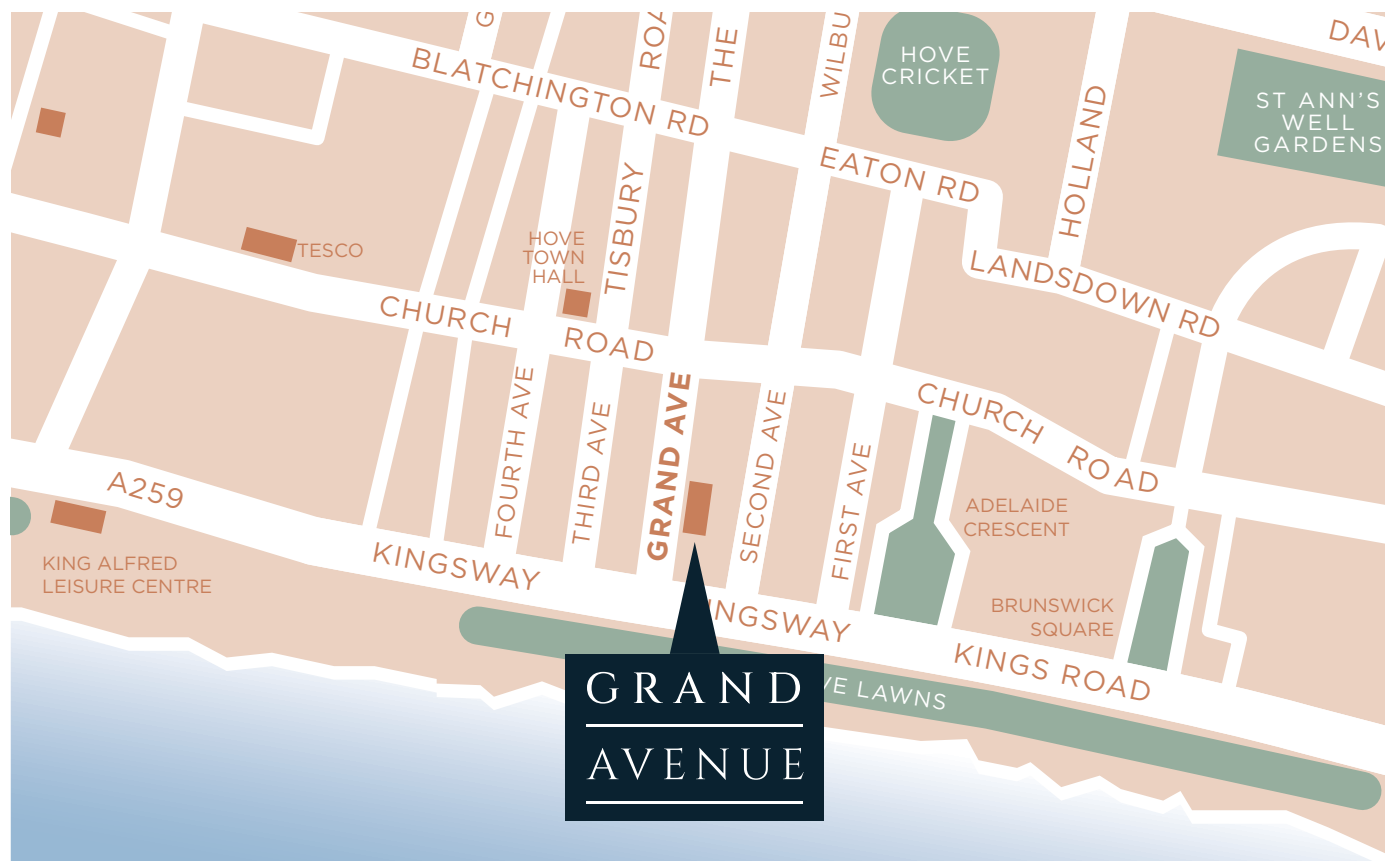 G
ROA
THE
WILBU
HOVE
CRICKET
DAV
BLATCHINGTON RD
ST ANN'S
WELL
GARDENS
EATON RD
HOLLAND
TISBURY
HOVE
TOWN
HALL
TESCO
LANDSDOWN RD
CHURCH ROAD
FOURTH AVE
THIRD AVE
GRAND AVE
SECOND AVE
FIRST AVE
CHURCH ROAD
A259
ADELAIDE
CRESCENT
KING ALFRED
LEISURE CENTRE
KINGSWAY
INGSWAY
BRUNSWICK
SQUARE
KINGS ROAD
VE LAWNS
GRAND
AVENUE